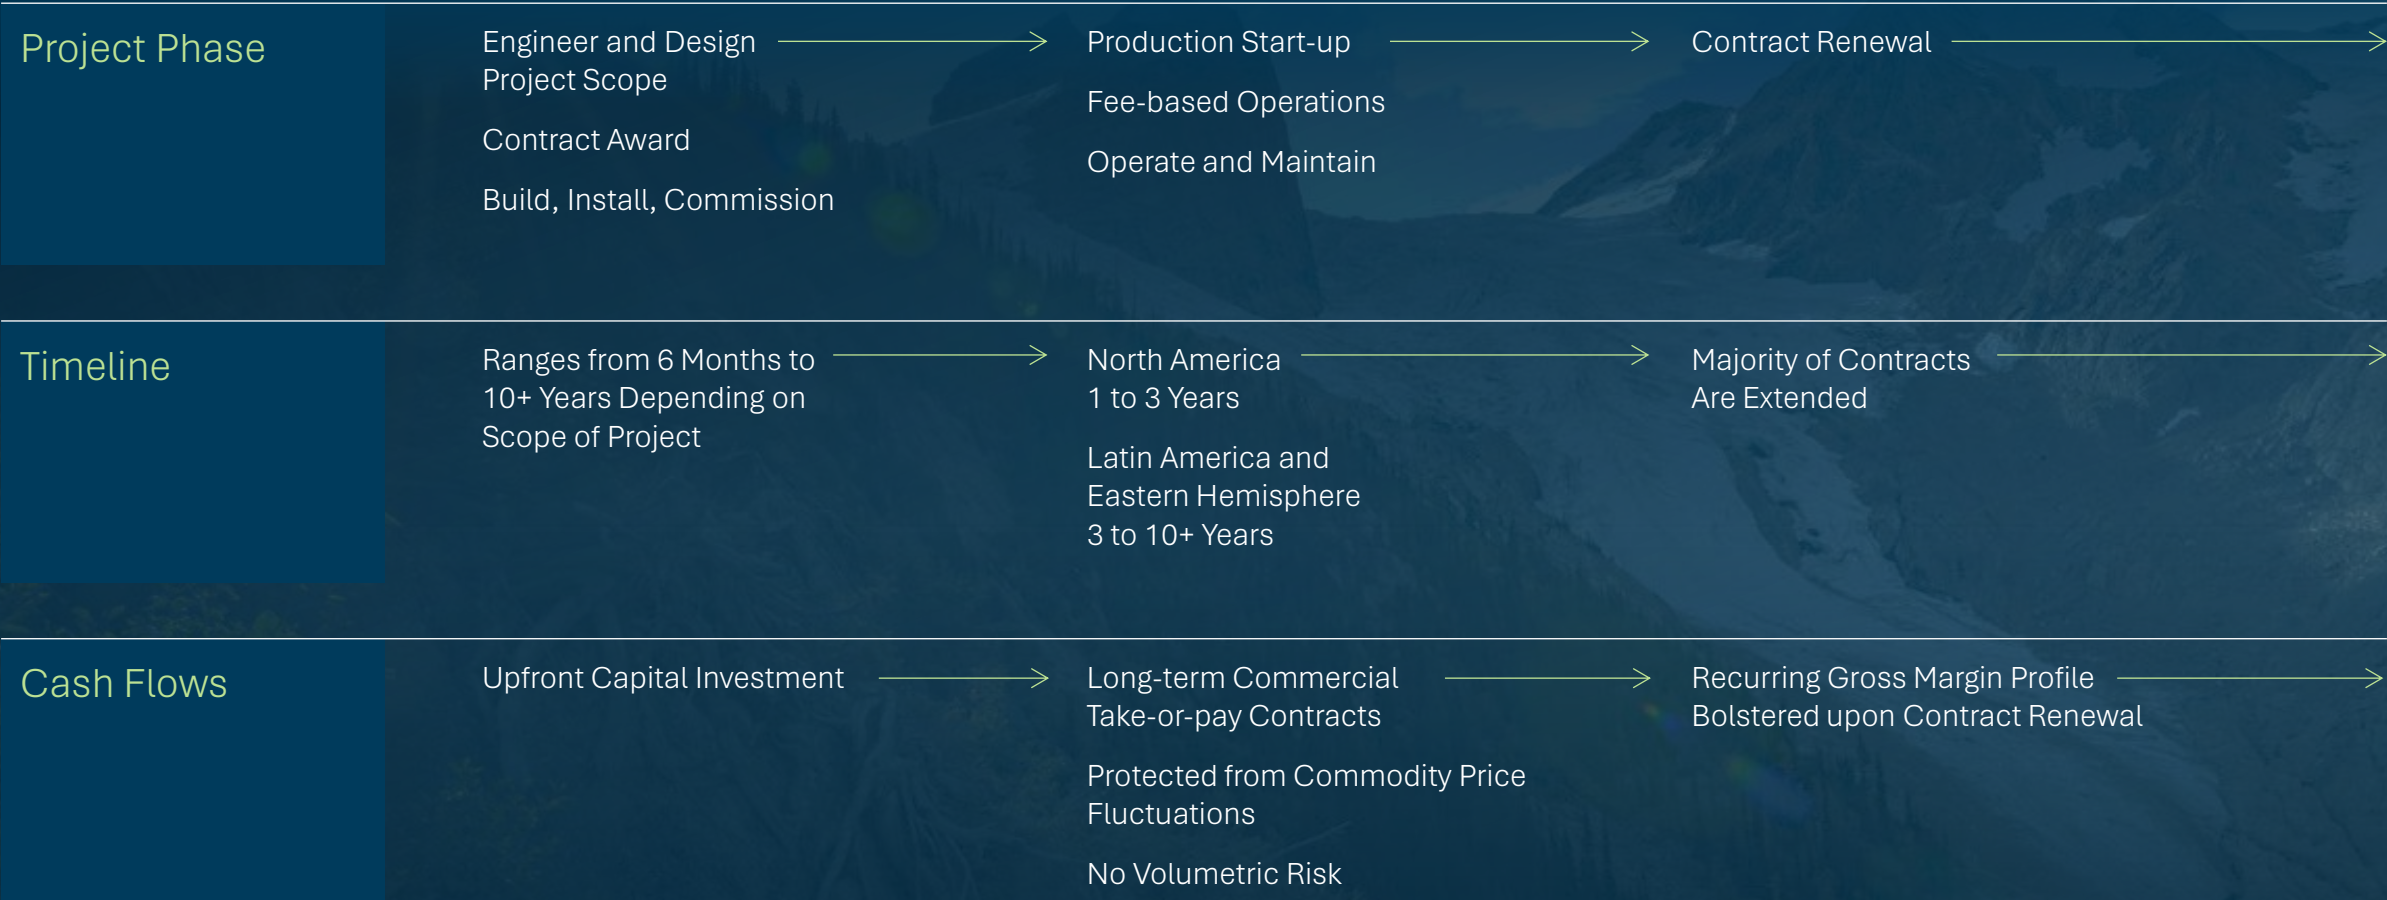 Project Phase
Engineer and Design
Project Scope
Contract Award
Build, Install, Commission
Production Start-up
Fee-based Operations
Operate and Maintain
Contract Renewal
Timeline
Ranges from 6 Months to
10+ Years Depending on
Scope of Project
North America
1 to 3 Years
Latin America and
Eastern Hemisphere
3 to 10+ Years
Majority of Contracts
Are Extended
Cash Flows
Upfront Capital Investment
Long-term Commercial
Take-or-pay Contracts
Protected from Commodity Price
Fluctuations
No Volumetric Risk
Recurring Gross Margin Profile
Bolstered upon Contract Renewal